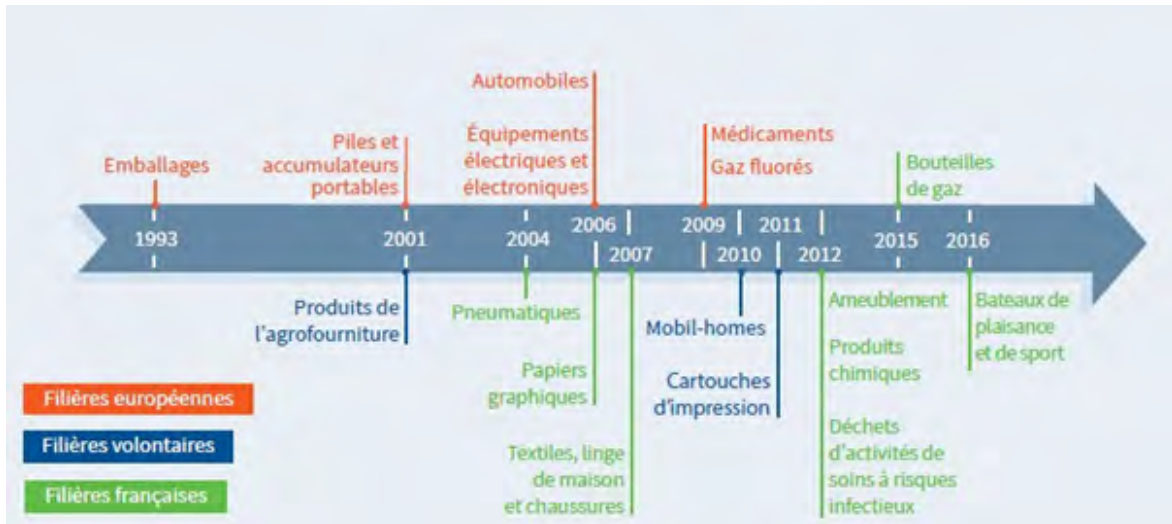 Automobiles
Piles et
accumulateurs
portables
Équipements
électriques et
électroniques
Médicaments
Gaz fluorés
Emballages
Bouteilles
de gaz
1993
2001
2004
2006
2007
2009
2010
2011
2012
2015
2016
Produits de
l'agrofourniture
Pneumatiques
Papiers
graphiques
Textiles, linge
de maison
et chaussures
Mobil-homes
Cartouches
d'impression
Ameublement
Produits
chimiques
Déchets
d'activités de
soins à risques
infectieux
Bateaux de
plaisance
et de sport
Filières européennes
Filières volontaires
Filières françaises